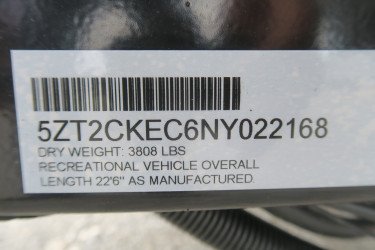 5ZT2CKEC6NY022168
DRY WEIGHT: 3808 LBS
RECREATIONAL VEHICLE OVERALL
LENGTH 22'6" AS MANUFACTURED